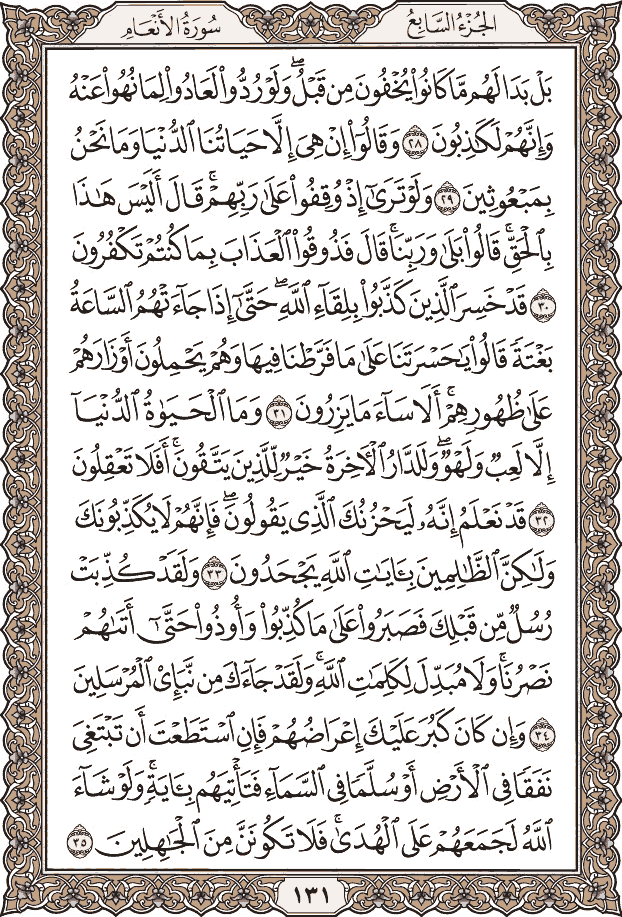 الجُزْءُ السَّابِعُ
سُورَةُ الأَنْعَامِ
بَلْ بَدَا لَهُم مَّا كَانُوا۟ يُخْفُونَ مِن قَبْلُ ۖ وَلَوْ رُدُّوا۟ لَعَادُوا۟ لِمَا نُهُوا۟ عَنْهُ
وَإِنَّهُمْ لَكَٰذِبُونَ ٢٨ وَقَالُوٓا۟ إِنْ هِىَ إِلَّا حَيَاتُنَا ٱلدُّنْيَا وَمَا نَحْنُ
بِمَبْعُوثِينَ ٢٩ وَلَوْ تَرَىٰٓ إِذْ وُقِفُوا۟ عَلَىٰ رَبِّهِمْ ۚ قَالَ أَلَيْسَ هَٰذَا
بِٱلْحَقِّ ۚ قَالُوا۟ بَلَىٰ وَرَبِّنَا ۚ قَالَ فَذُوقُوا۟ ٱلْعَذَابَ بِمَا كُنتُمْ تَكْفُرُونَ
٣٠ قَدْ خَسِرَ ٱلَّذِينَ كَذَّبُوا۟ بِلِقَآءِ ٱللَّهِ ۖ حَتَّىٰٓ إِذَا جَآءَتْهُمُ ٱلسَّاعَةُ
بَغْتَةً قَالُوا۟ يَٰحَسْرَتَنَا عَلَىٰ مَا فَرَّطْنَا فِيهَا وَهُمْ يَحْمِلُونَ أَوْزَارَهُمْ
عَلَىٰ ظُهُورِهِمْ ۚ أَلَا سَآءَ مَا يَزِرُونَ ٣١ وَمَا ٱلْحَيَوٰةُ ٱلدُّنْيَآ
إِلَّا لَعِبٌ وَلَهْوٌ ۖ وَلَلدَّارُ ٱلْءَاخِرَةُ خَيْرٌ لِّلَّذِينَ يَتَّقُونَ ۗ أَفَلَا تَعْقِلُونَ
٣٢ قَدْ نَعْلَمُ إِنَّهُۥ لَيَحْزُنُكَ ٱلَّذِى يَقُولُونَ ۖ فَإِنَّهُمْ لَا يُكَذِّبُونَكَ
وَلَٰكِنَّ ٱلظَّٰلِمِينَ بِـَٔايَٰتِ ٱللَّهِ يَجْحَدُونَ ٣٣ وَلَقَدْ كُذِّبَتْ
رُسُلٌ مِّن قَبْلِكَ فَصَبَرُوا۟ عَلَىٰ مَا كُذِّبُوا۟ وَأُوذُوا۟ حَتَّىٰٓ أَتَىٰهُمْ
نَصْرُنَا ۚ وَلَا مُبَدِّلَ لِكَلِمَٰتِ ٱللَّهِ ۚ وَلَقَدْ جَآءَكَ مِن نَّبَإِى۟ ٱلْمُرْسَلِينَ
٣٤ وَإِن كَانَ كَبُرَ عَلَيْكَ إِعْرَاضُهُمْ فَإِنِ ٱسْتَطَعْتَ أَن تَبْتَغِىَ
نَفَقًا فِى ٱلْأَرْضِ أَوْ سُلَّمًا فِى ٱلسَّمَآءِ فَتَأْتِيَهُم بِـَٔايَةٍ ۚ وَلَوْ شَآءَ
ٱللَّهُ لَجَمَعَهُمْ عَلَى ٱلْهُدَىٰ ۚ فَلَا تَكُونَنَّ مِنَ ٱلْجَٰهِلِينَ ٣٥
١٣١